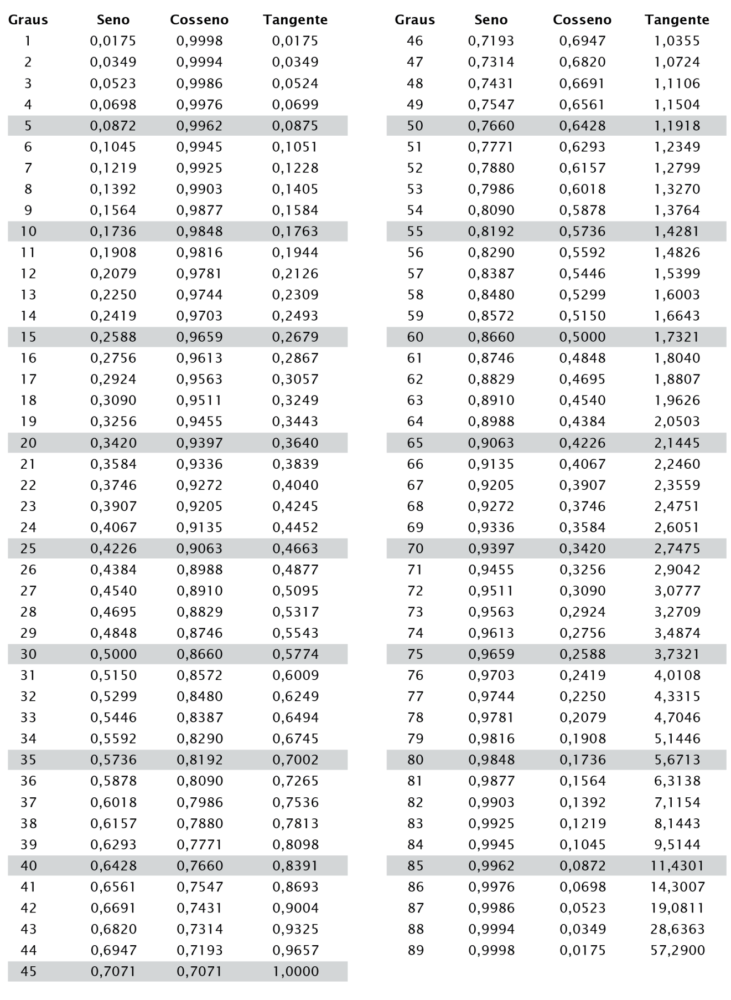 Graus Seno Cosseno Tangente Graus Seno Cosseno Tangente
1 0,0175 0,9998 0,0175 46 0,7193 0,6947 1,0355
2 0,0349 0,9994 0,0349 47 0,7314 0,6820 1,0724
3 0,0523 0,9986 0,0524 48 0,7431 0,6691 1,1106
4 0,0698 0,9976 0,0699 49 0,7547 0,6561 1,1504
5 0,0872 0,9962 0,0875 50 0,7660 0,6428 1,1918
6 0,1045 0,9945 0,1051 51 0,7771 0,6293 1,2349
7 0,1219 0,9925 0,1228 52 0,7880 0,6157 1,2799
8 0,1392 0,9903 0,1405 53 0,7986 0,6018 1,3270
9 0,1564 0,9877 0,1584 54 0,8090 0,5878 1,3764
10 0,1736 0,9848 0,1763 55 0,8192 0,5736 1,4281
11 0,1908 0,9816 0,1944 56 0,8290 0,5592 1,4826
12 0,2079 0,9781 0,2126 57 0,8387 0,5446 1,5399
13 0,2250 0,9744 0,2309 58 0,8480 0,5299 1,6003
14 0,2419 0,9703 0,2493 59 0,8572 0,5150 1,6643
15 0,2588 0,9659 0,2679 60 0,8660 0,5000 1,7321
16 0,2756 0,9613 0,2867 61 0,8746 0,4848 1,8040
17 0,2924 0,9563 0,3057 62 0,8829 0,4695 1,8807
18 0,3090 0,9511 0,3249 63 0,8910 0,4540 1,9626
19 0,3256 0,9455 0,3443 64 0,8988 0,4384 2,0503
20 0,3420 0,9397 0,3640 65 0,9063 0,4226 2,1445
21 0,3584 0,9336 0,3839 66 0,9135 0,4067 2,2460
22 0,3746 0,9272 0,4040 67 0,9205 0,3907 2,3559
23 0,3907 0,9205 0,4245 68 0,9272 0,3746 2,4751
24 0,4067 0,9135 0,4452 69 0,9336 0,3584 2,6051
25 0,4226 0,9063 0,4663 70 0,9397 0,3420 2,7475
26 0,4384 0,8988 0,4877 71 0,9455 0,3256 2,9042
27 0,4540 0,8910 0,5095 72 0,9511 0,3090 3,0777
28 0,4695 0,8829 0,5317 73 0,9563 0,2924 3,2709
29 0,4848 0,8746 0,5543 74 0,9613 0,2756 3,4874
30 0,5000 0,8660 0,5774 75 0,9659 0,2588 3,7321
31 0,5150 0,8572 0,6009 76 0,9703 0,2419 4,0108
32 0,5299 0,8480 0,6249 77 0,9744 0,2250 4,3315
33 0,5446 0,8387 0,6494 78 0,9781 0,2079 4,7046
34 0,5592 0,8290 0,6745 79 0,9816 0,1908 5,1446
35 0,5736 0,8192 0,7002 80 0,9848 0,1736 5,6713
36 0,5878 0,8090 0,7265 81 0,9877 0,1564 6,3138
37 0,6018 0,7986 0,7536 82 0,9903 0,1392 7,1154
38 0,6157 0,7880 0,7813 83 0,9925 0,1219 8,1443
39 0,6293 0,7771 0,8098 84 0,9945 0,1045 9,5144
40 0,6428 0,7660 0,8391 85 0,9962 0,0872 11,4301
41 0,6561 0,7547 0,8693 86 0,9976 0,0698 14,3007
42 0,6691 0,7431 0,9004 87 0,9986 0,0523 19,0811
43 0,6820 0,7314 0,9325 88 0,9994 0,0349 28,6363
44 0,6947 0,7193 0,9657 89 0,9998 0,0175 57,2900
45 0,7071 0,7071 1,0000